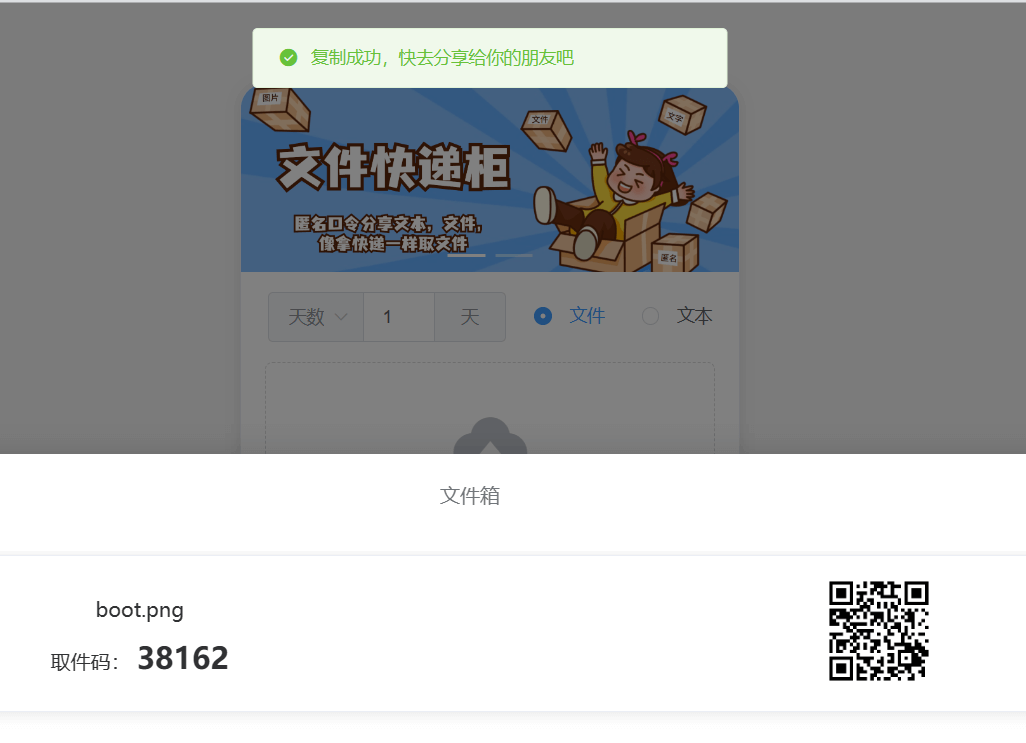 复制成功，快去分享给你的朋友吧
图片
文件
文字
文件快递柜
匿名口令分享文本，文件，
像拿快递一样取文件
匿名
天数 1 天 文件 文本
文件箱
boot.png
取件码： 38162